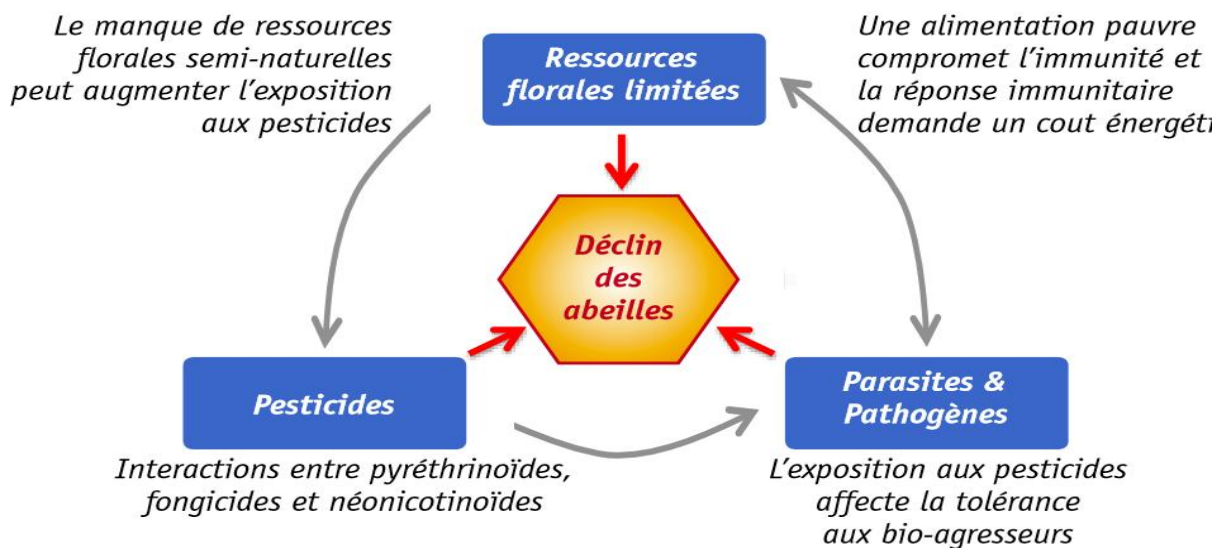 Le manque de ressources
florales semi-naturelles
peut augmenter l'exposition
aux pesticides
Ressources
florales limitées
Une alimentation pauvre
compromet l'immunité et
la réponse immunitaire
demande un cout énergéti
Déclin
des
abeilles
Pesticides
Parasites &
Pathogènes
Interactions entre pyréthrinoïdes,
fongicides et néonicotinoïdes
L'exposition aux pesticides
affecte la tolérance
aux bio-agresseurs